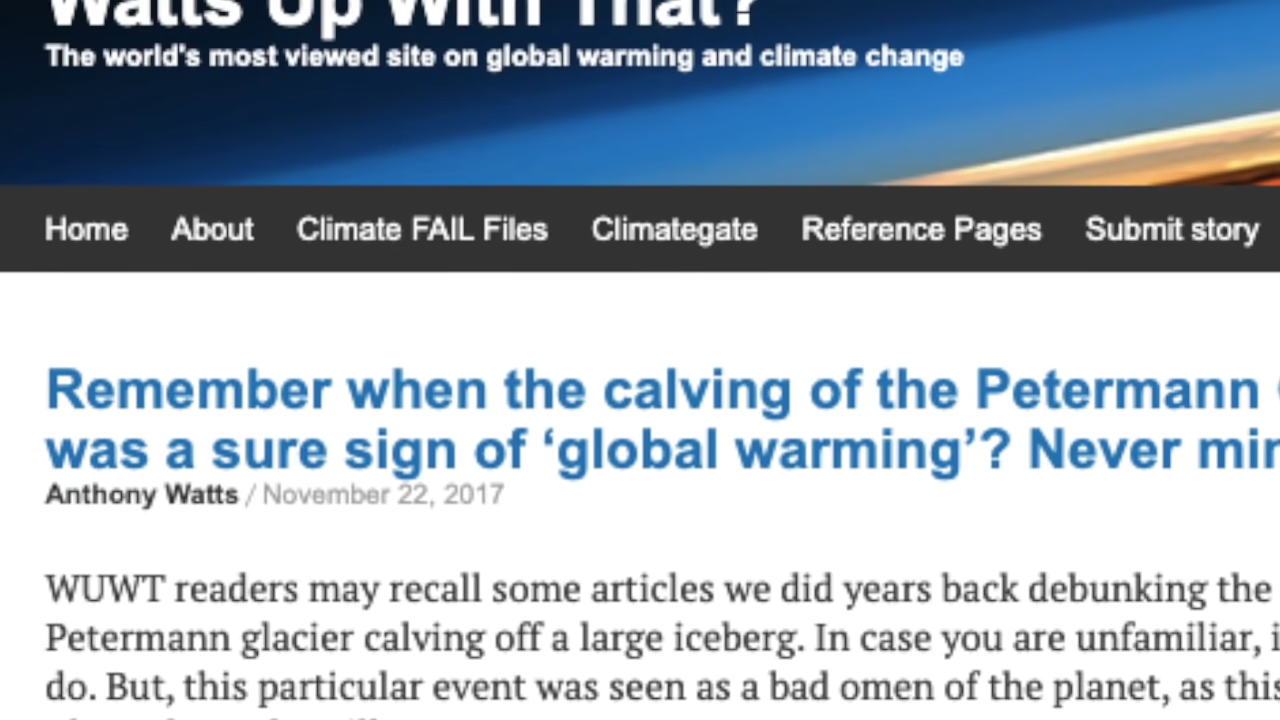 Watts Up With That?
The world's most viewed site on global warming and climate change
Home About Climate FAIL Files Climategate Reference Pages Submit story
Remember when the calving of the Petermann
was a sure sign of ‘global warming’? Never
Anthony Watts / November 22, 2017
WUWT readers may recall some articles we did years back debunking the
Petermann glacier calving off a large iceberg. In case you are unfamiliar,
do. But, this particular event was seen as a bad omen of the planet, as this